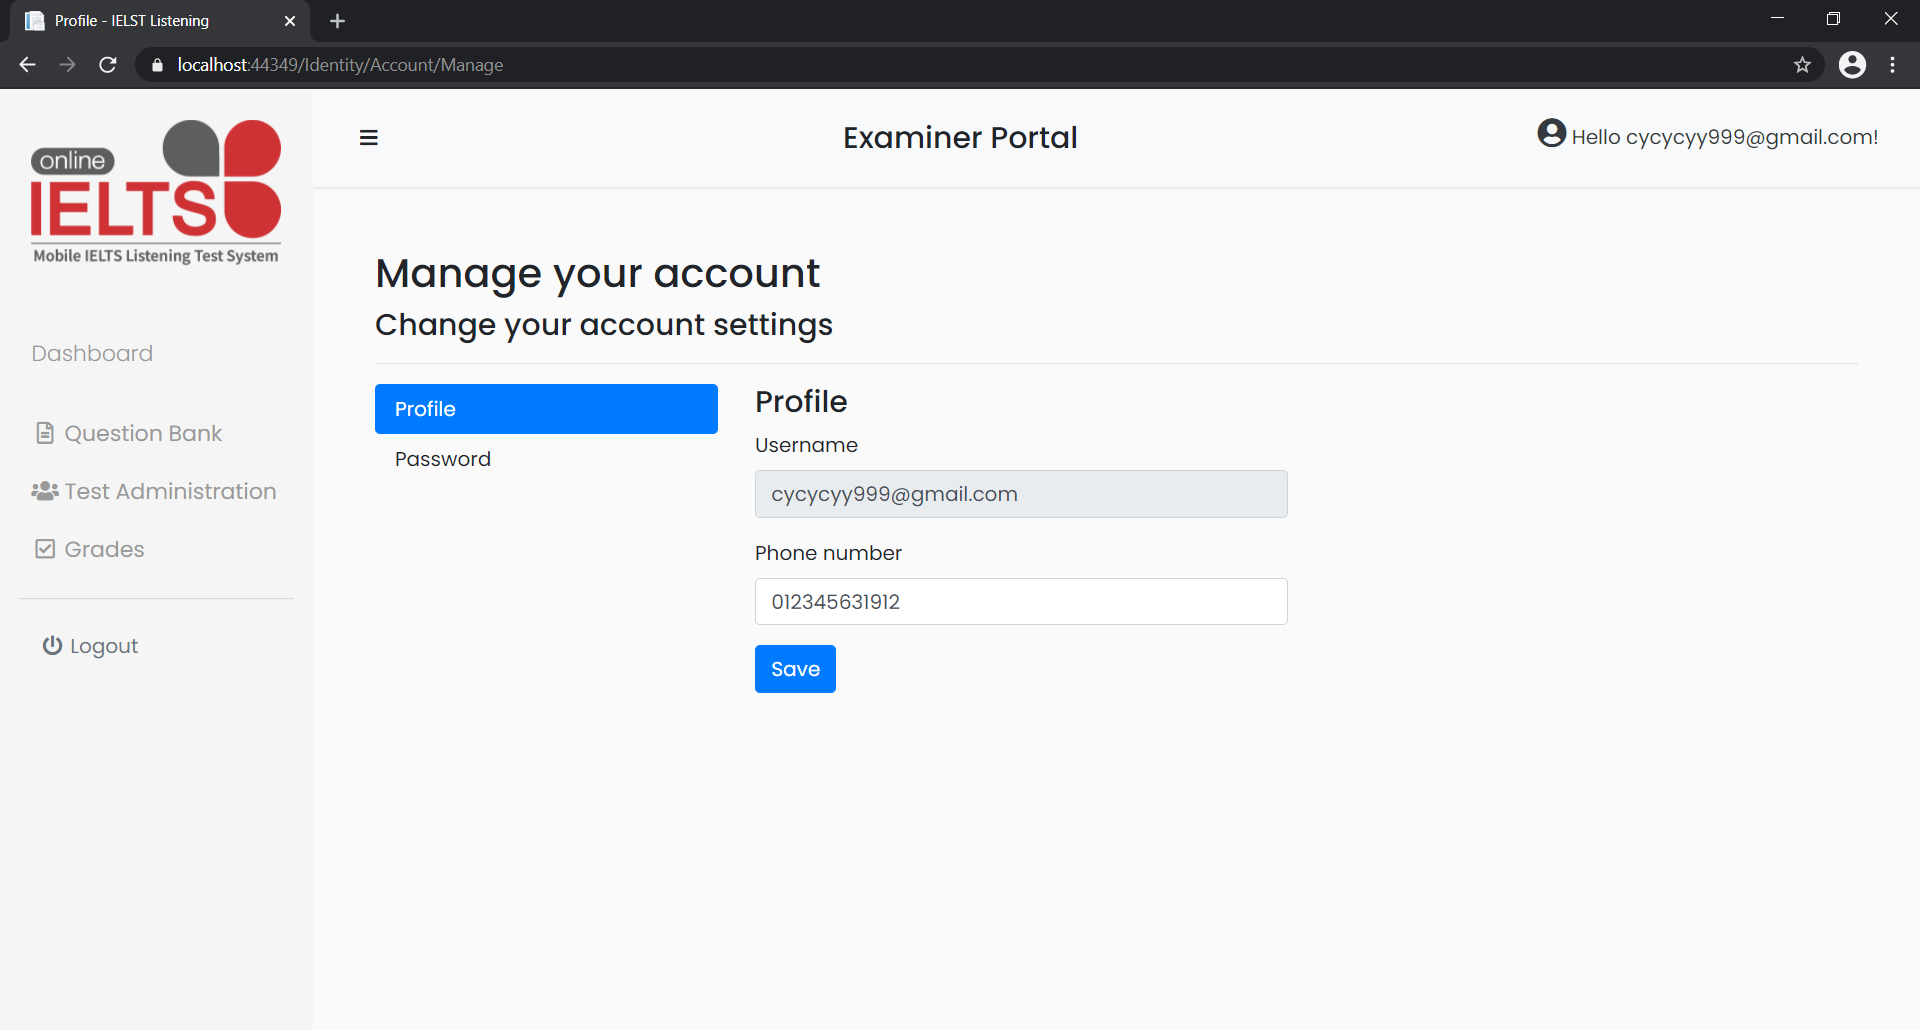 Profile - IELST Listening
localhost:44349/Identity/Account/Manage
online
IELTS
Mobile IELTS Listening Test System
Examiner Portal
Hello cycycyy999@gmail.com!
Dashboard
Question Bank
Test Administration
Grades
Logout
Manage your account
Change your account settings
Profile
Password
Profile
Username
cycycyy999@gmail.com
Phone number
012345631912
Save